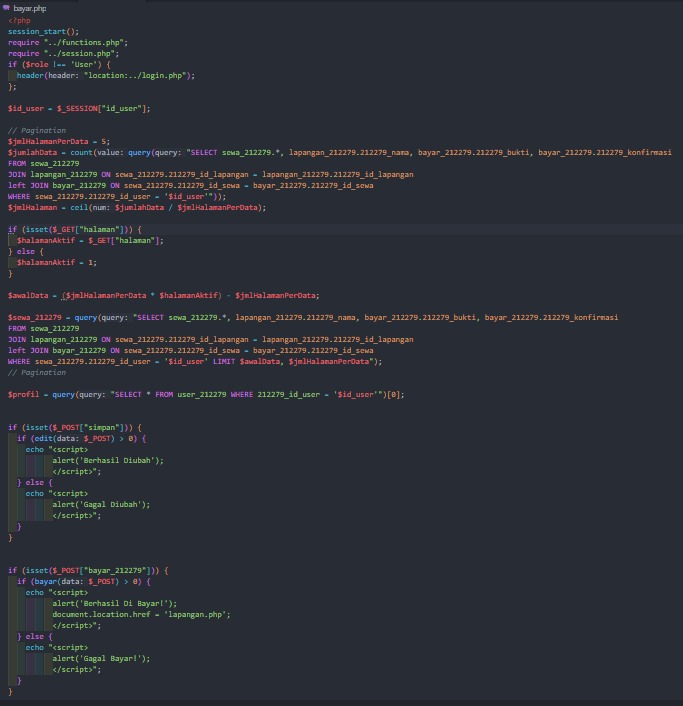 bayar.php
<?php
session_start();
require "../functions.php";
require "../session.php";
if ($role !== 'User') {
  header(header: "location:../login.php");
};

$id_user = $_SESSION["id_user"];

// Pagination
$jmlHalamanPerData = 5;
$jumlahData = count(value: query(query: "SELECT sewa_212279.*, lapangan_212279.212279_nama, bayar_212279.212279_bukti, bayar_212279.212279_konfirmasi
FROM sewa_212279
JOIN lapangan_212279 ON sewa_212279.212279_id_lapangan = lapangan_212279.212279_id_lapangan
left JOIN bayar_212279 ON sewa_212279.212279_id_sewa = bayar_212279.212279_id_sewa
WHERE sewa_212279.212279_id_user = '$id_user'"));
$jmlHalaman = ceil(num: $jumlahData / $jmlHalamanPerData);

if (isset($_GET["halaman"])) {
  $halamanAktif = $_GET["halaman"];
} else {
  $halamanAktif = 1;
}

$awalData = ($jmlHalamanPerData * $halamanAktif) - $jmlHalamanPerData;

$sewa_212279 = query(query: "SELECT sewa_212279.*, lapangan_212279.212279_nama, bayar_212279.212279_bukti, bayar_212279.212279_konfirmasi
FROM sewa_212279
JOIN lapangan_212279 ON sewa_212279.212279_id_lapangan = lapangan_212279.212279_id_lapangan
left JOIN bayar_212279 ON sewa_212279.212279_id_sewa = bayar_212279.212279_id_sewa
WHERE sewa_212279.212279_id_user = '$id_user' LIMIT $awalData, $jmlHalamanPerData");
// Pagination

$profil = query(query: "SELECT * FROM user_212279 WHERE 212279_id_user = '$id_user'")[0];


if (isset($_POST["simpan"])) {
  if (edit(data: $_POST) > 0) {
    echo "<script>
          alert('Berhasil Diubah');
          </script>";
  } else {
    echo "<script>
          alert('Gagal Diubah');
          </script>";
  }
}


if (isset($_POST["bayar_212279"])) {
  if (bayar(data: $_POST) > 0) {
    echo "<script>
          alert('Berhasil Di Bayar!');
          document.location.href = 'lapangan.php';
          </script>";
  } else {
    echo "<script>
          alert('Gagal Bayar!');
          </script>";
  }
}